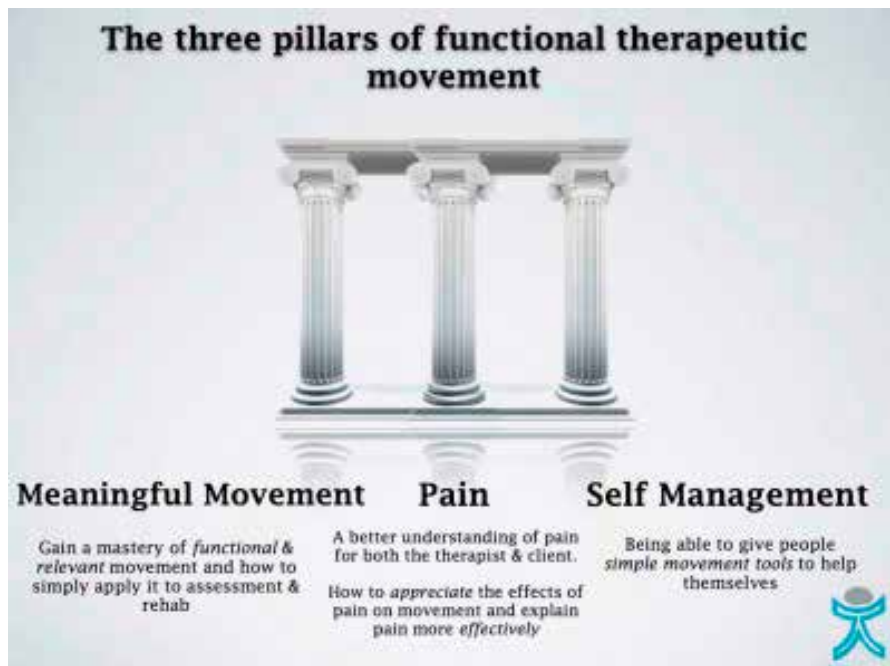 The three pillars of functional therapeutic
movement
Meaningful Movement
Gain a mastery of functional &
relevant movement and how to
simply apply it to assessment &
rehab
Pain
A better understanding of pain
for both the therapist & client.
How to appreciate the effects of
pain on movement and explain
pain more effectively
Self Management
Being able to give people
simple movement tools to help
themselves